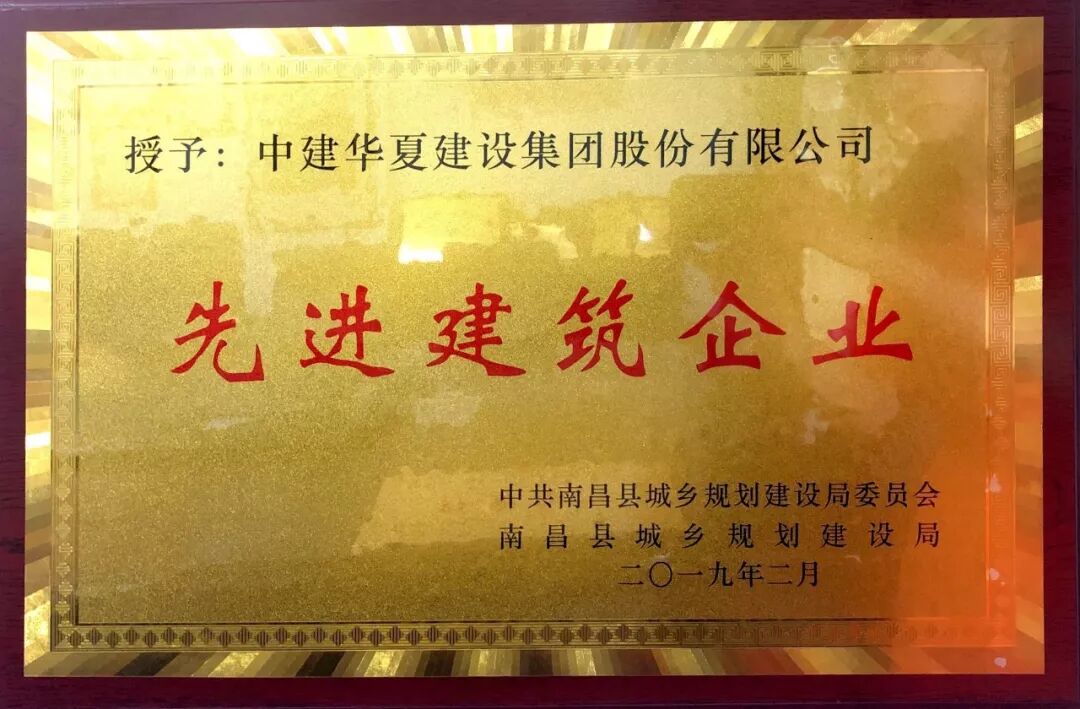 授予：中建华夏建设集团股份有限公司
先进建筑企业
中共南昌县城乡规划建设局委员会
南昌县城乡规划建设局
二〇一九年二月